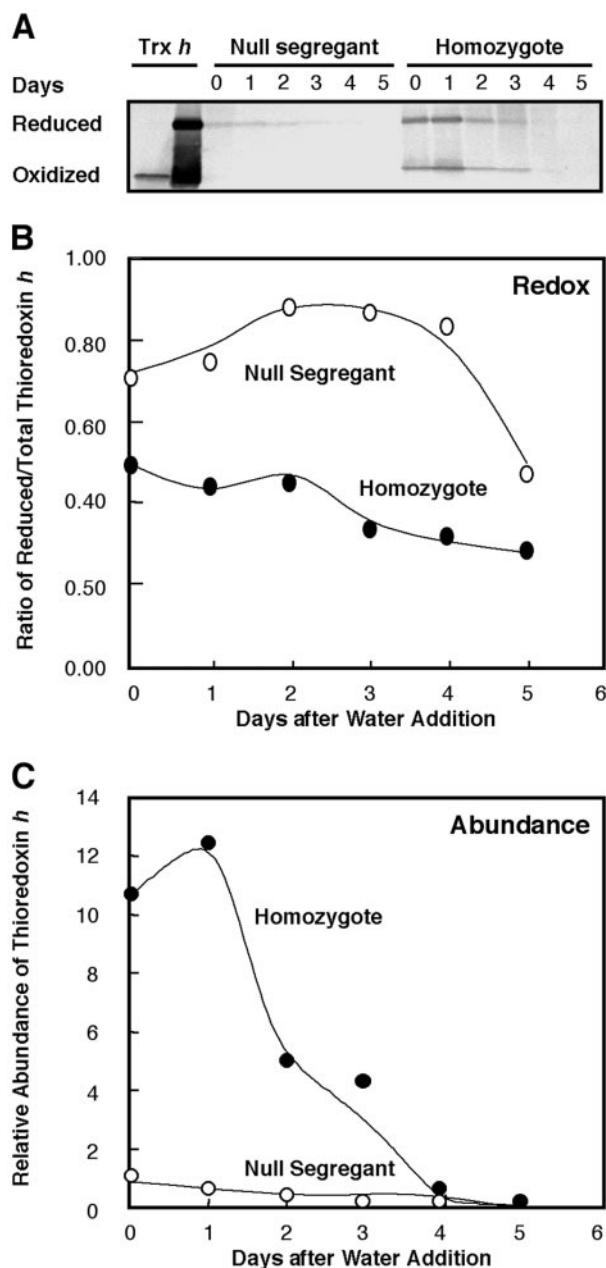 A
Trx h Null segregant Homozygote
Days 0 1 2 3 4 5 0 1 2 3 4 5
Reduced
Oxidized
B
Redox
Ratio of Reduced/Total Thioredoxin h
1.00
0.80
0.60
0.40
0.50
0.00
Null Segregant
Homozygote
0 1 2 3 4 5 6
Days after Water Addition
C
Abundance
Relative Abundance of Thioredoxin h
14
12
10
8
6
4
2
0
Homozygote
Null Segregant
0 1 2 3 4 5 6
Days after Water Addition